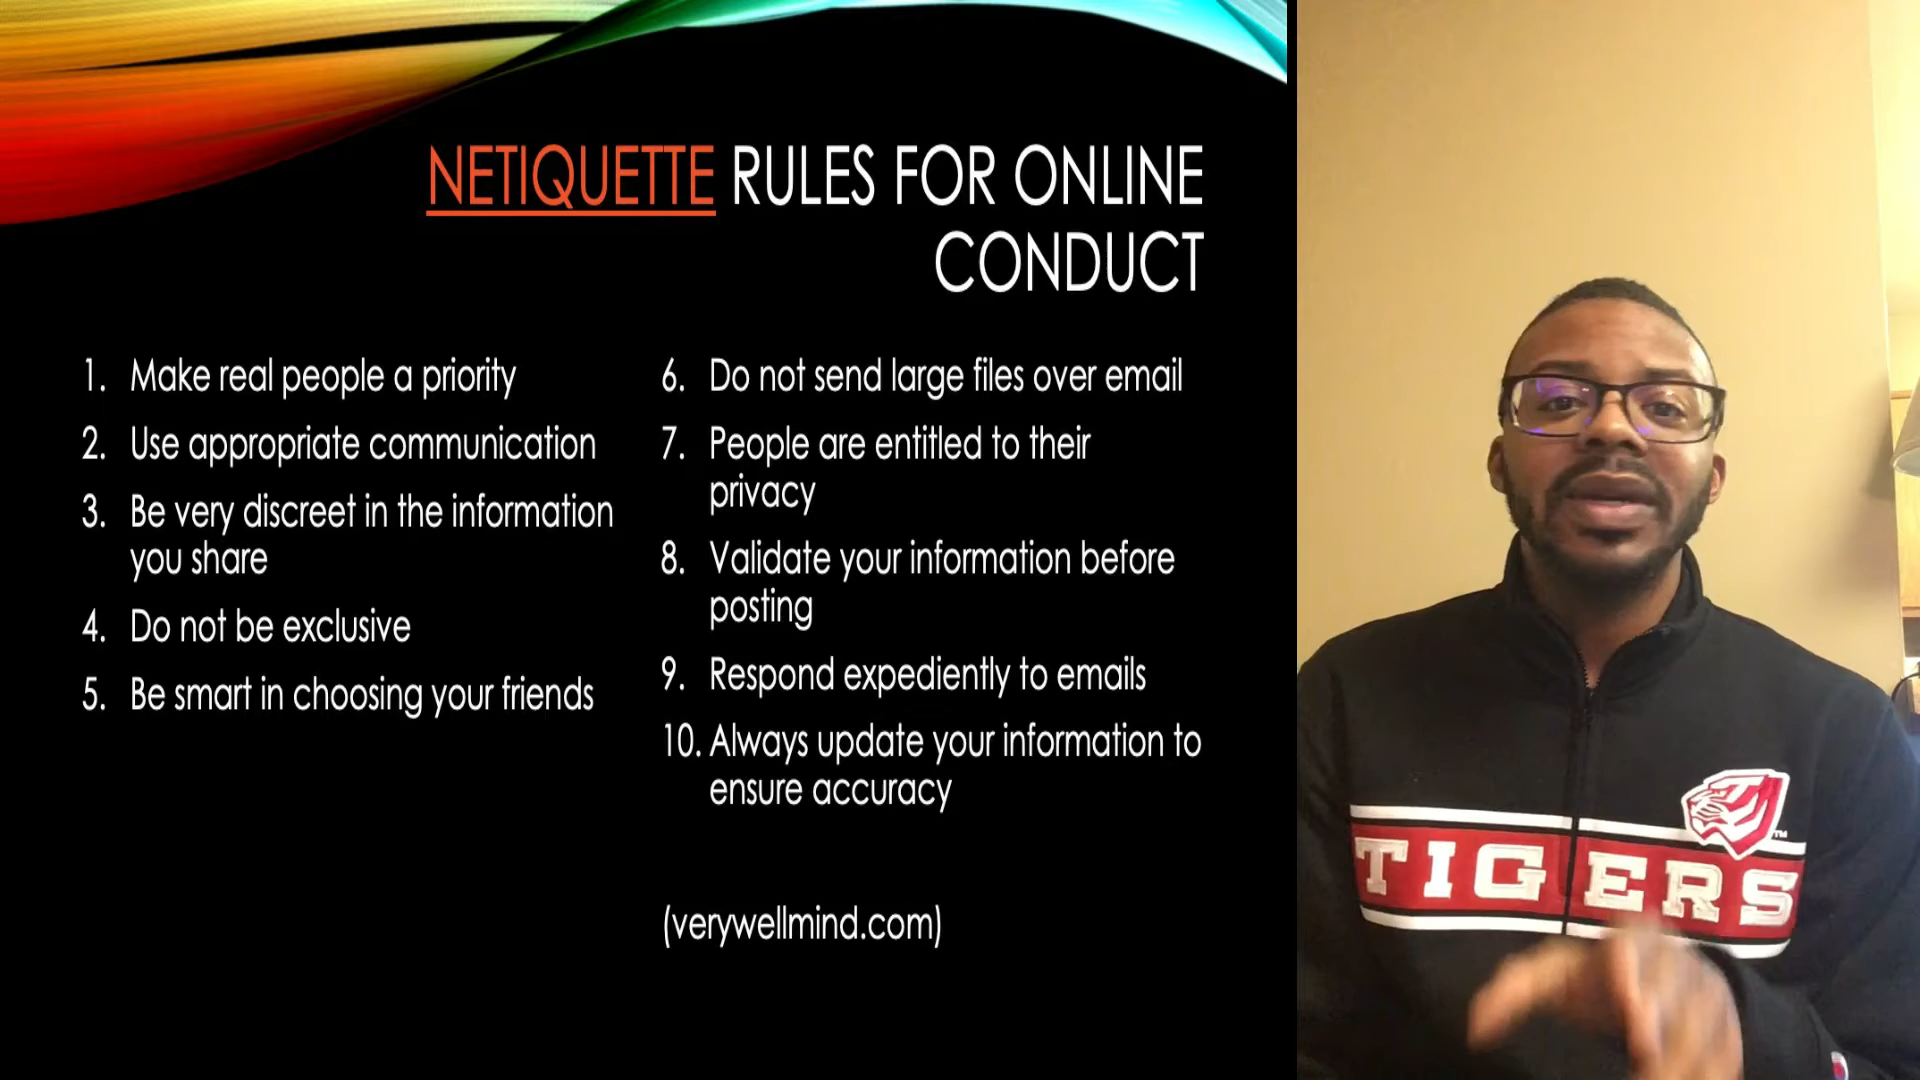 NETIQUETTE RULES FOR ONLINE
CONDUCT
1. Make real people a priority
2. Use appropriate communication
3. Be very discreet in the information
you share
4. Do not be exclusive
5. Be smart in choosing your friends
6. Do not send large files over email
7. People are entitled to their
privacy
8. Validate your information before
posting
9. Respond expediently to emails
10. Always update your information to
ensure accuracy
(verywellmind.com)
TM
TIGERS